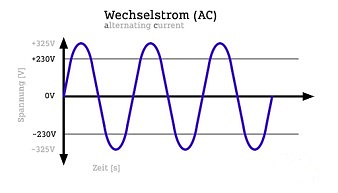 Wechselstrom (AC)
alternating current
+325V
+230V
0V
-230V
-325V
Spannung [V]
Zeit [s]